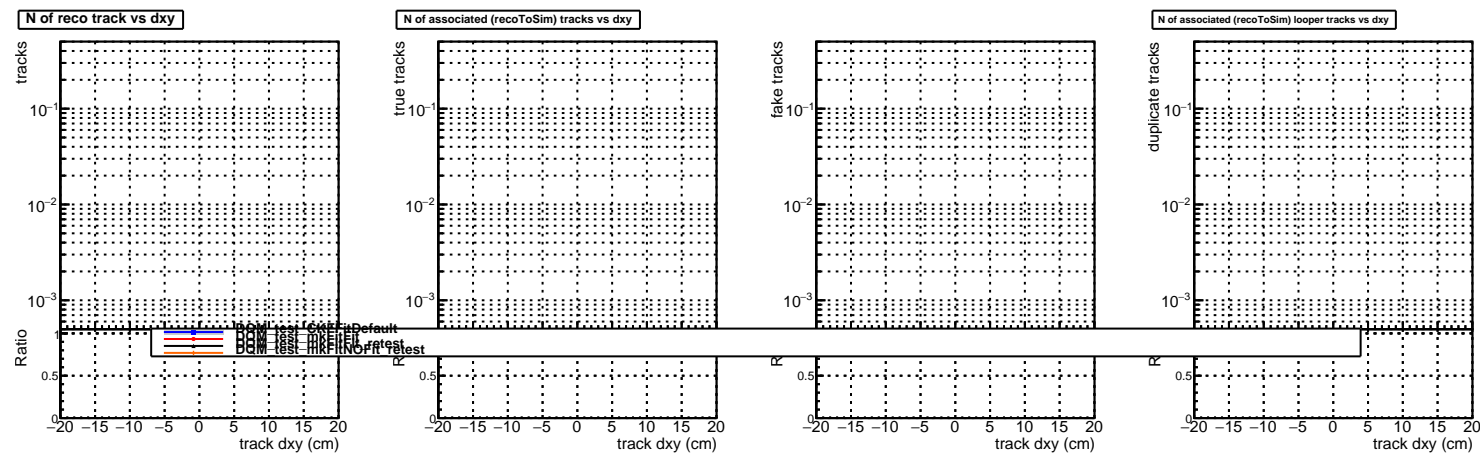 N of reco track vs dxy
N of associated (recoToSim) tracks vs dxy
N of associated (recoToSim) looper tracks vs dxy
tracks
10−1
10−2
10−3
Ratio
1
0.5
0
−20 −15 −10 −5 0 5 10 15 20
track dxy (cm)
true tracks
10−1
10−2
10−3
0.5
0
−20 −15 −10 −5 0 5 10 15 20
track dxy (cm)
fake tracks
10−1
10−2
10−3
0.5
0
−20 −15 −10 −5 0 5 10 15 20
track dxy (cm)
duplicate tracks
10−1
10−2
10−3
0.5
0
−20 −15 −10 −5 0 5 10 15 20
track dxy (cm)
DQM_test_CKFFitDefault
DQM_test_mkFitFit
DQM_test_mkFitFit_retest
DQM_test_mkFitNOFit_retest